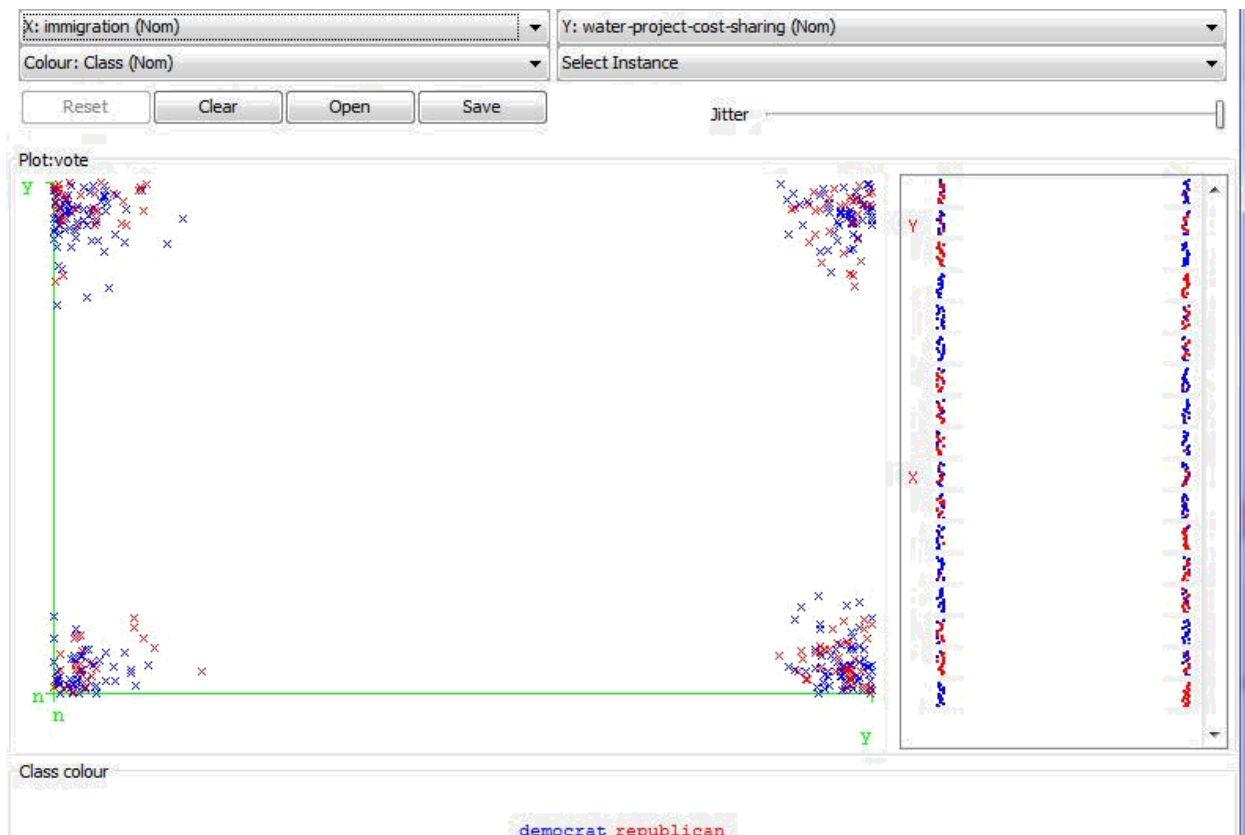 X: immigration (Nom) Y: water-project-cost-sharing (Nom)
Colour: Class (Nom) Select Instance
Reset Clear Open Save Jitter
Plot:vote
y
Y
X
n
n
y
Class colour
democrat republican